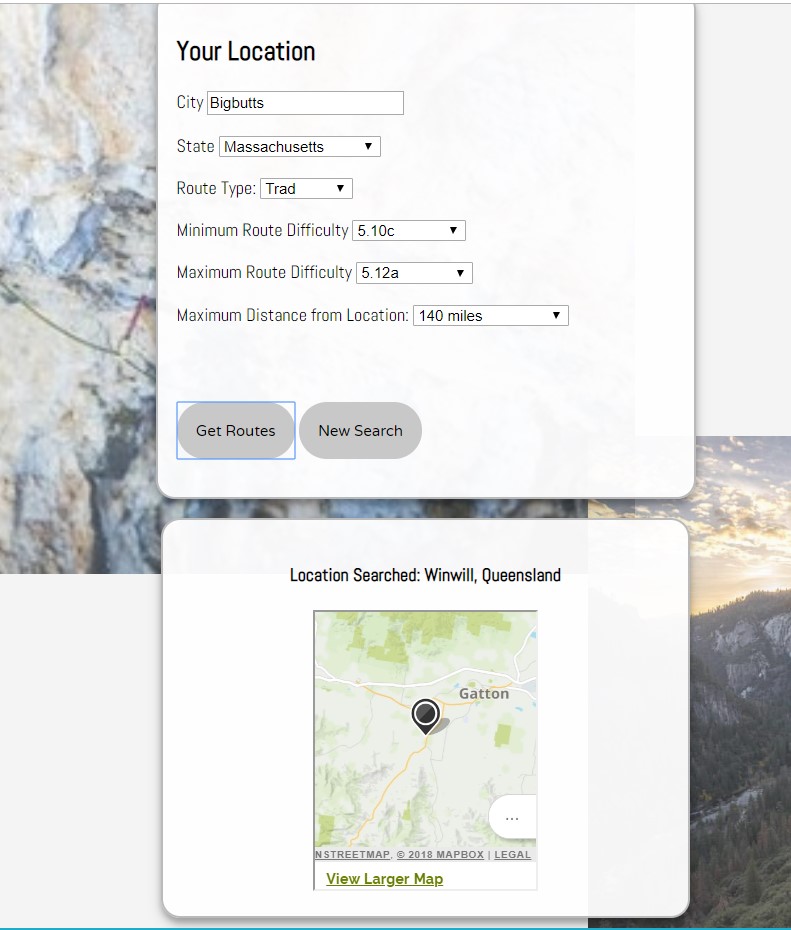 Your Location
City Bigbutts
State Massachusetts
Route Type: Trad
Minimum Route Difficulty 5.10c
Maximum Route Difficulty 5.12a
Maximum Distance from Location: 140 miles
Get Routes New Search
Location Searched: Winwill, Queensland
Gatton
...
NSTREETMAP, © 2018 MAPBOX | LEGAL
View Larger Map